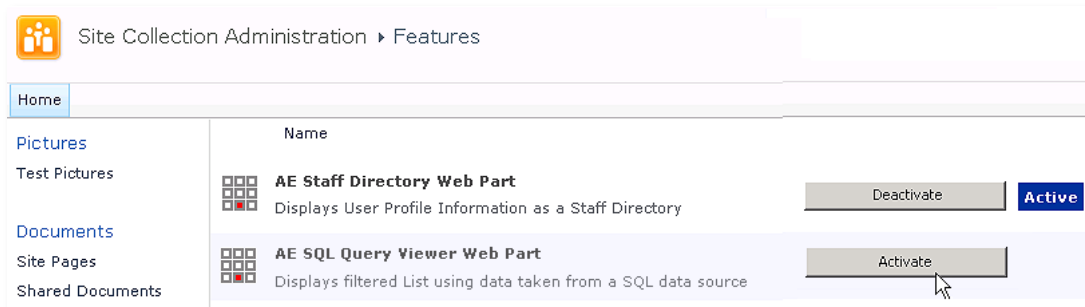 Site Collection Administration ▸ Features
Home
Pictures
Test Pictures
Documents
Site Pages
Shared Documents
Name
AE Staff Directory Web Part
Displays User Profile Information as a Staff Directory
Deactivate
Active
AE SQL Query Viewer Web Part
Displays filtered List using data taken from a SQL data source
Activate